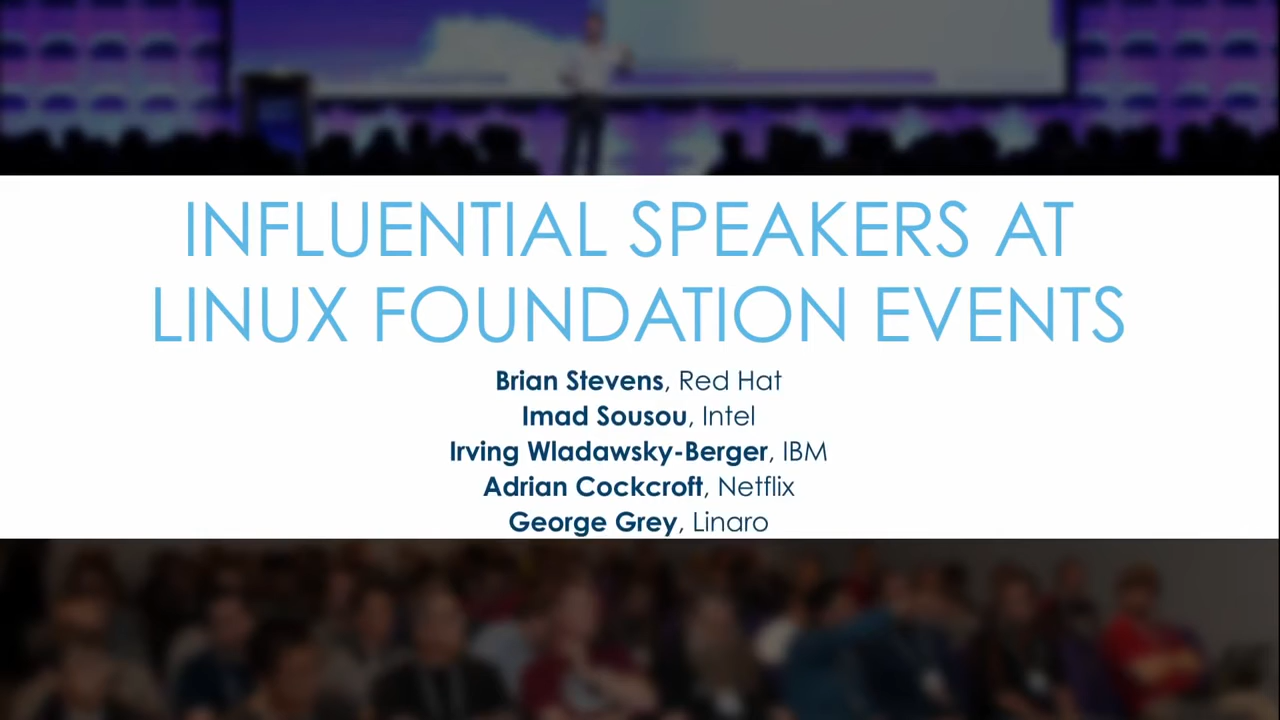 INFLUENTIAL SPEAKERS AT
LINUX FOUNDATION EVENTS
Brian Stevens, Red Hat
Imad Sousou, Intel
Irving Wladawsky-Berger, IBM
Adrian Cockcroft, Netflix
George Grey, Linaro